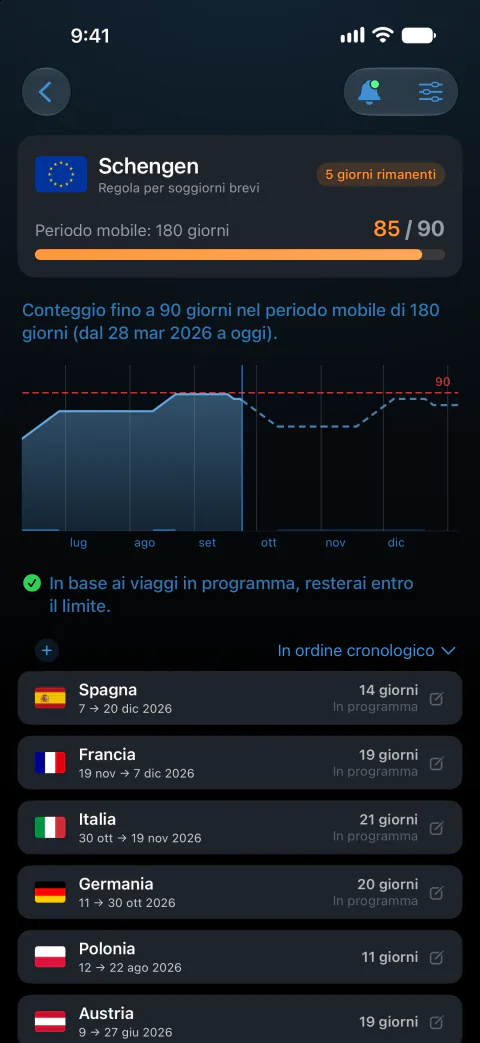 9:41
Schengen
Regola per soggiorni brevi
5 giorni rimanenti
Periodo mobile: 180 giorni
85 / 90
Conteggio fino a 90 giorni nel periodo mobile di 180
giorni (dal 28 mar 2026 a oggi).
90
lug ago set ott nov dic
In base ai viaggi in programma, resterai entro
il limite.
In ordine cronologico
Spagna
14 giorni
7 → 20 dic 2026
In programma
Francia
19 giorni
19 nov → 7 dic 2026
In programma
Italia
21 giorni
30 ott → 19 nov 2026
In programma
Germania
20 giorni
11 → 30 ott 2026
In programma
Polonia
11 giorni
12 → 22 ago 2026
Austria
19 giorni
9 → 27 giu 2026